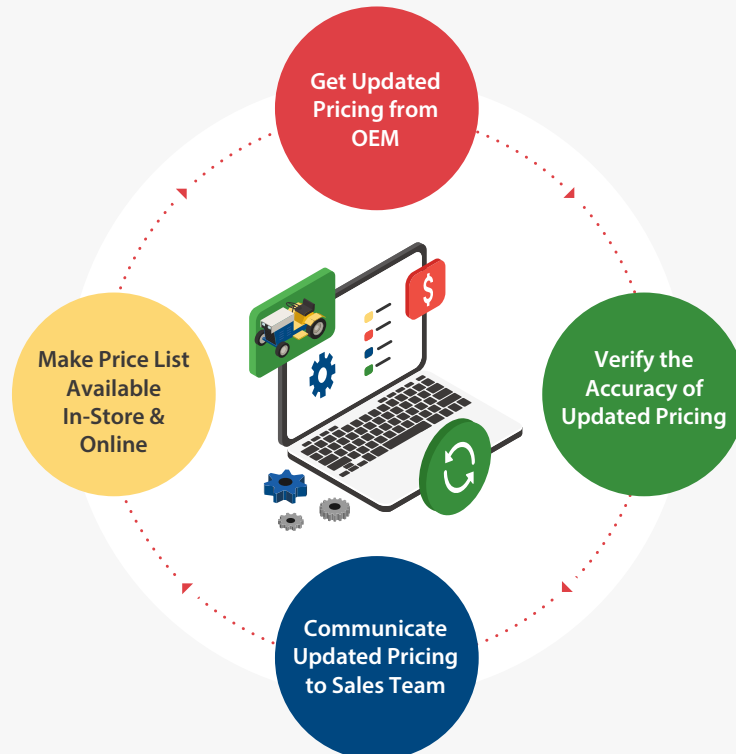 Get Updated
Pricing from
OEM
Verify the
Accuracy of
Updated Pricing
Communicate
Updated Pricing
to Sales Team
Make Price List
Available
In-Store &
Online
$